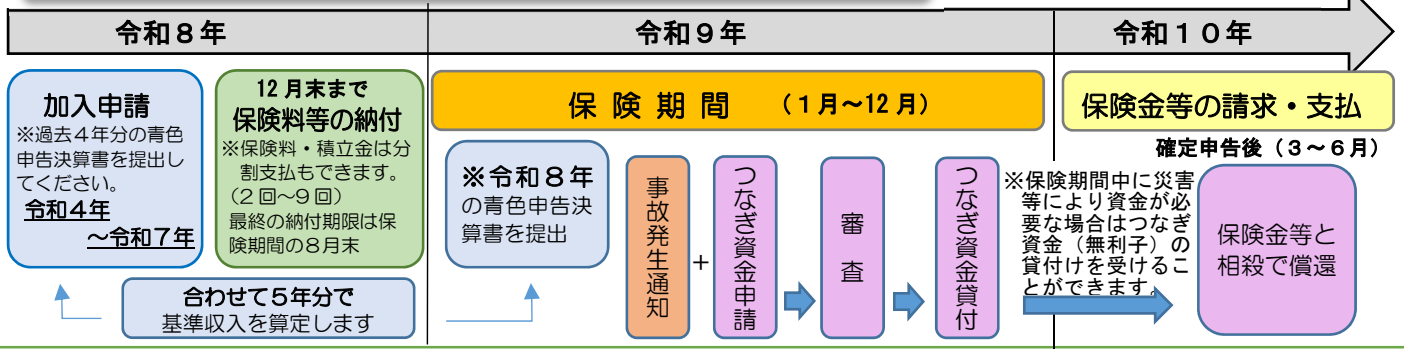 令和８年
令和９年
令和１０年
加入申請
※過去４年分の青色
申告決算書を提出し
てください。
令和４年
～令和７年
12 月末まで
保険料等の納付
※保険料・積立金は分
割支払もできます。
（２回～９回）
最終の納付期限は保
険期間の８月末
合わせて５年分で
基準収入を算定します
保 険 期 間 （１月～12 月）
※令和８年
の青色申告決
算書を提出
事故発生通知
+
つなぎ資金申請
審 査
つなぎ資金貸付
保険金等の請求・支払
確定申告後（３～６月）
※保険期間中に災害
等により資金が必
要な場合はつなぎ
資金（無利子）の
貸付けを受けるこ
とができます。
保険金等と
相殺で償還